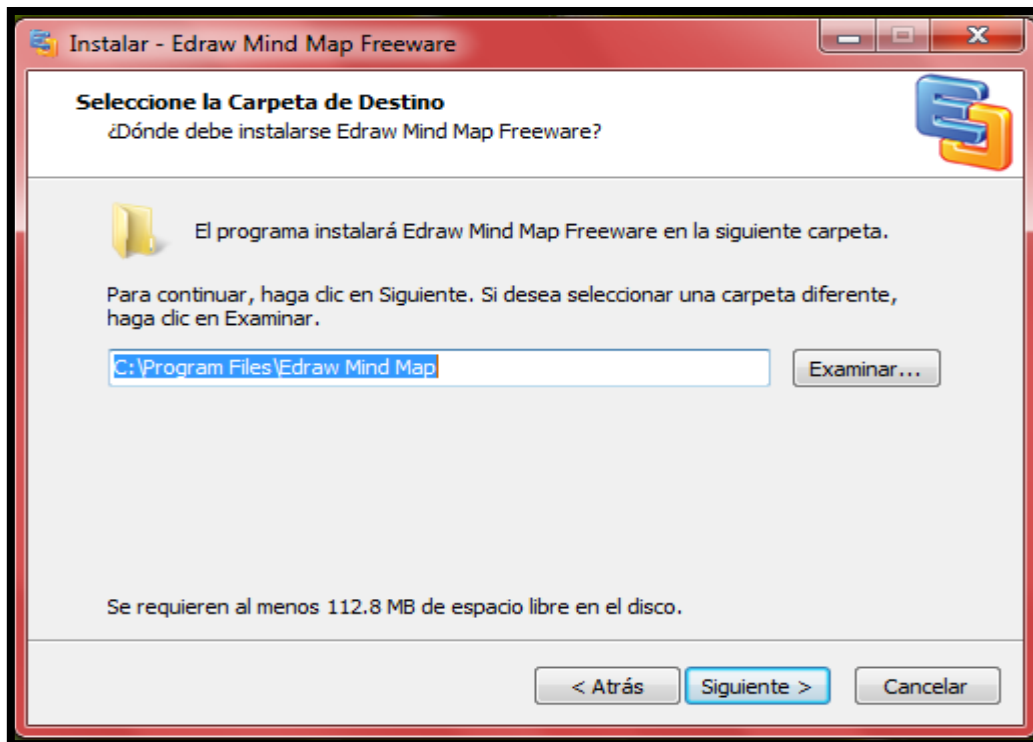 Instalar - Edraw Mind Map Freeware
Seleccione la Carpeta de Destino
¿Dónde debe instalarse Edraw Mind Map Freeware?
El programa instalará Edraw Mind Map Freeware en la siguiente carpeta.
Para continuar, haga clic en Siguiente. Si desea seleccionar una carpeta diferente,
haga clic en Examinar.
C:\Program Files\Edraw Mind Map
Examinar...
Se requieren al menos 112.8 MB de espacio libre en el disco.
< Atrás
Siguiente >
Cancelar